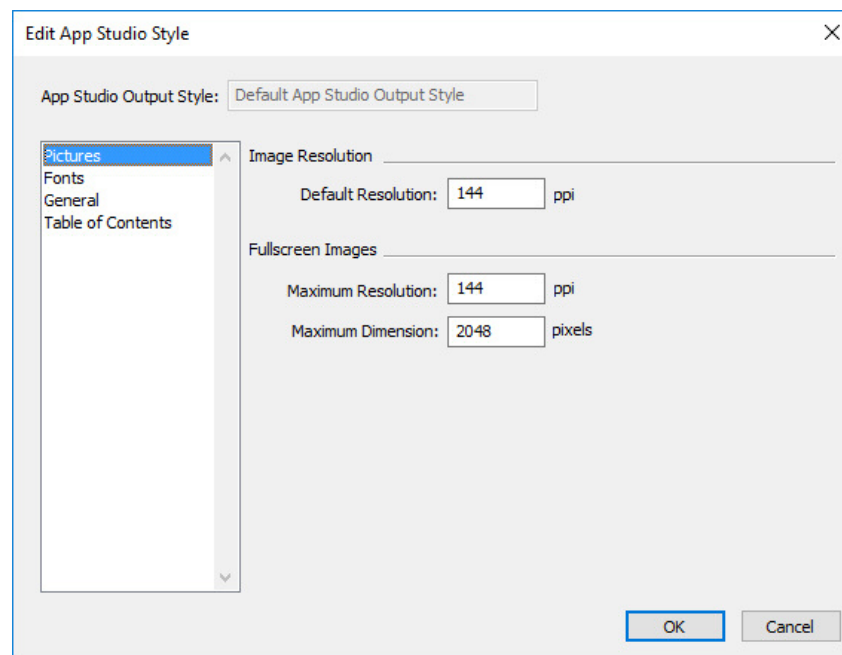 Edit App Studio Style
App Studio Output Style: Default App Studio Output Style
Pictures
Fonts
General
Table of Contents
Image Resolution
Default Resolution: 144 ppi
Fullscreen Images
Maximum Resolution: 144 ppi
Maximum Dimension: 2048 pixels
OK Cancel